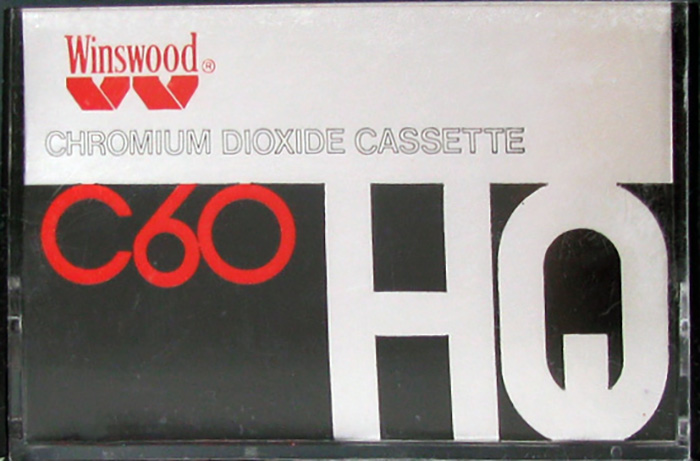 Winswood®
CHROMIUM DIOXIDE CASSETTE
C60
HQ